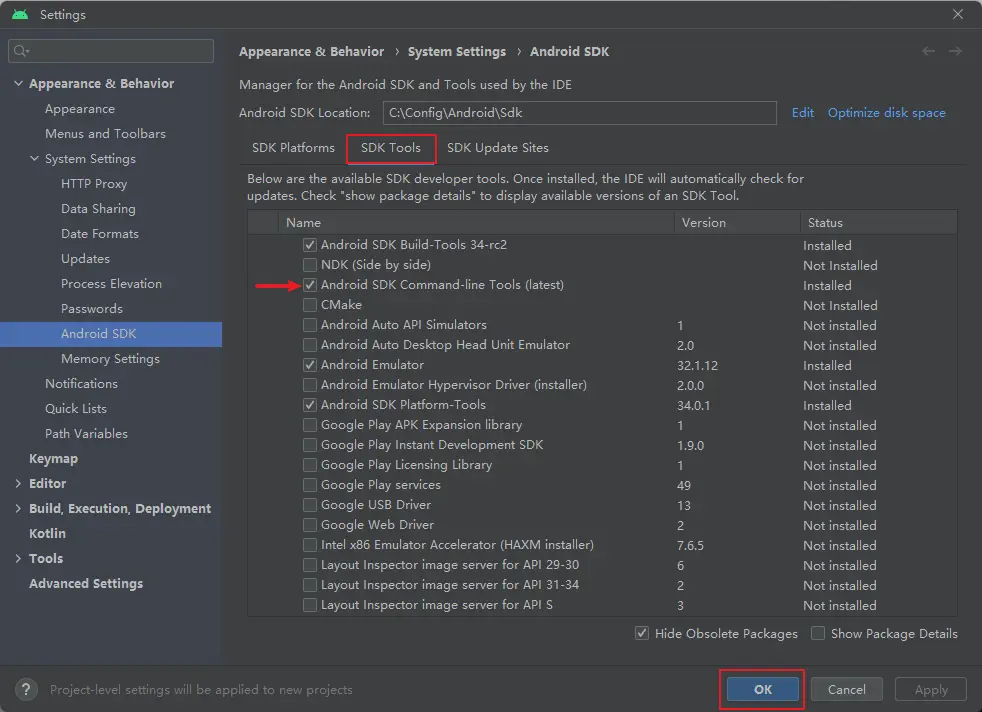 Settings
Appearance & Behavior › System Settings › Android SDK
Appearance & Behavior
Appearance
Menus and Toolbars
System Settings
HTTP Proxy
Data Sharing
Date Formats
Updates
Process Elevation
Passwords
Android SDK
Memory Settings
Notifications
Quick Lists
Path Variables
Keymap
Editor
Build, Execution, Deployment
Kotlin
Tools
Advanced Settings
Manager for the Android SDK and Tools used by the IDE
Android SDK Location: C:\Config\Android\Sdk Edit Optimize disk space
SDK Platforms SDK Tools SDK Update Sites
Below are the available SDK developer tools. Once installed, the IDE will automatically check for
updates. Check "show package details" to display available versions of an SDK Tool.
Name Version Status
Android SDK Build-Tools 34-rc2 Installed
NDK (Side by side) Not Installed
Android SDK Command-line Tools (latest) Installed
CMake Not Installed
Android Auto API Simulators 1 Not installed
Android Auto Desktop Head Unit Emulator 2.0 Not installed
Android Emulator 32.1.12 Installed
Android Emulator Hypervisor Driver (installer) 2.0.0 Not installed
Android SDK Platform-Tools 34.0.1 Installed
Google Play APK Expansion library 1 Not installed
Google Play Instant Development SDK 1.9.0 Not installed
Google Play Licensing Library 1 Not installed
Google Play services 49 Not installed
Google USB Driver 13 Not installed
Google Web Driver 2 Not installed
Intel x86 Emulator Accelerator (HAXM installer) 7.6.5 Not installed
Layout Inspector image server for API 29-30 6 Not installed
Layout Inspector image server for API 31-34 2 Not installed
Layout Inspector image server for API S 3 Not installed
Hide Obsolete Packages Show Package Details
? Project-level settings will be applied to new projects
OK Cancel Apply